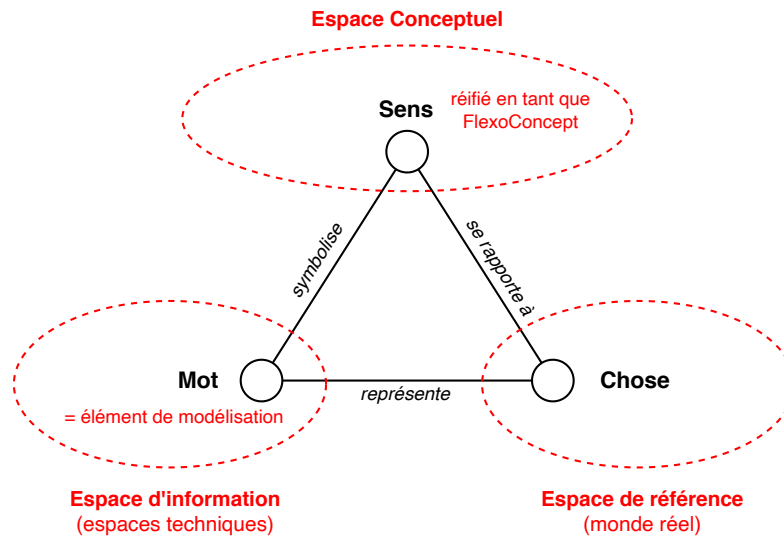 Espace Conceptuel
réifié en tant que
Sens
FlexoConcept
symbolise
se rapporte à
Mot
Chose
représente
= élément de modélisation
Espace d'information
(espaces techniques)
Espace de référence
(monde réel)